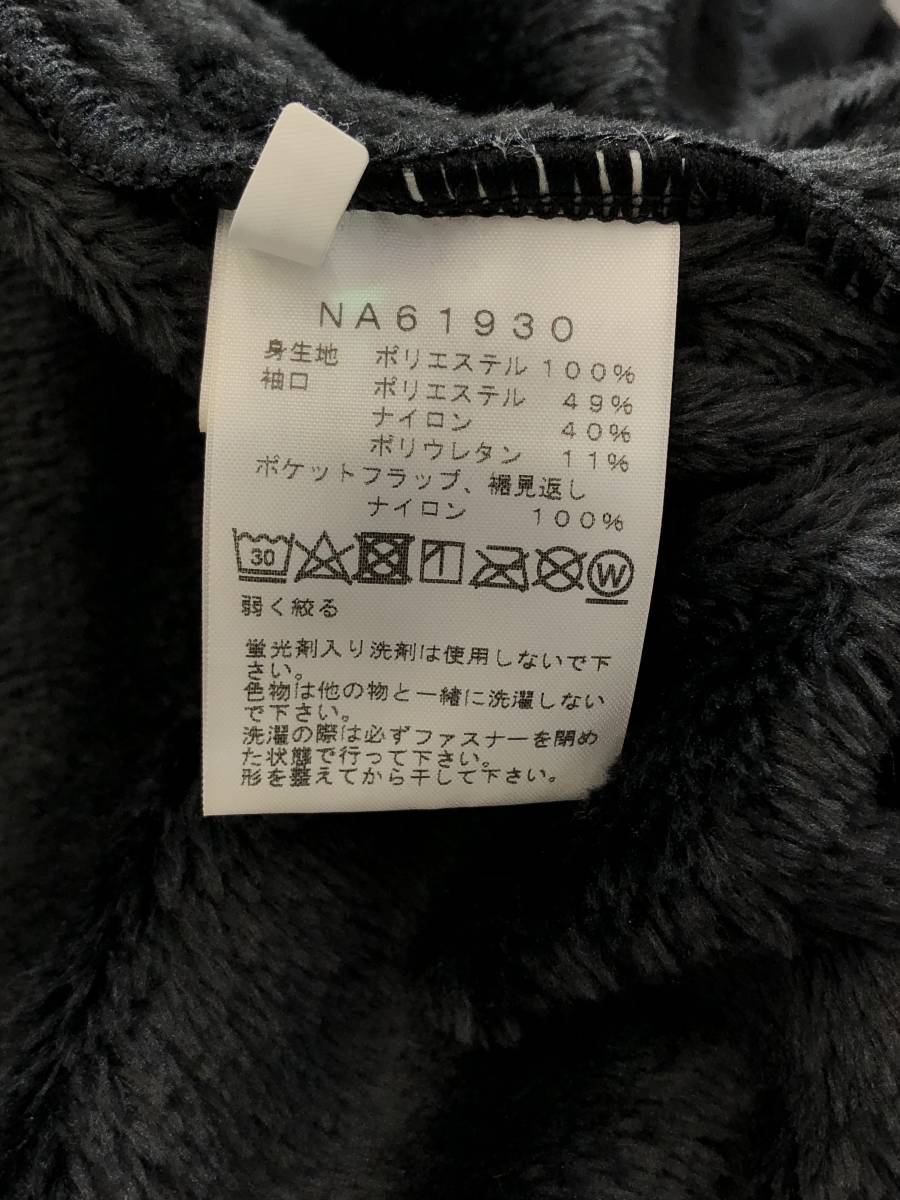 NA61930
身生地 ポリエステル 100%
袖口 ポリエステル 49%
ナイロン 40%
ポリウレタン 11%
ポケットフラップ、裾見返し
ナイロン 100%
30 W
弱く絞る
蛍光剤入り洗剤は使用しないで下
さい。
色物は他の物と一緒に洗濯しない
で下さい。
洗濯の際は必ずファスナーを閉め
た状態で行って下さい。
形を整えてから干して下さい。